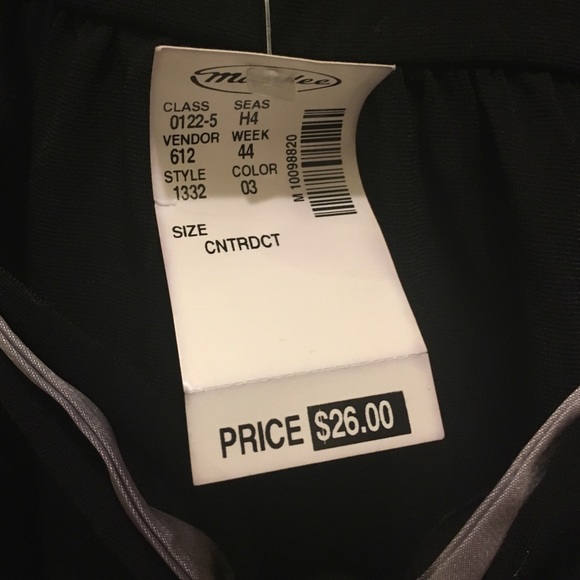 CLASS SEAS
0122-5 H4
VENDOR WEEK
612 44
STYLE COLOR
1332 03
M 10098820
SIZE
CNTRDCT
PRICE $26.00